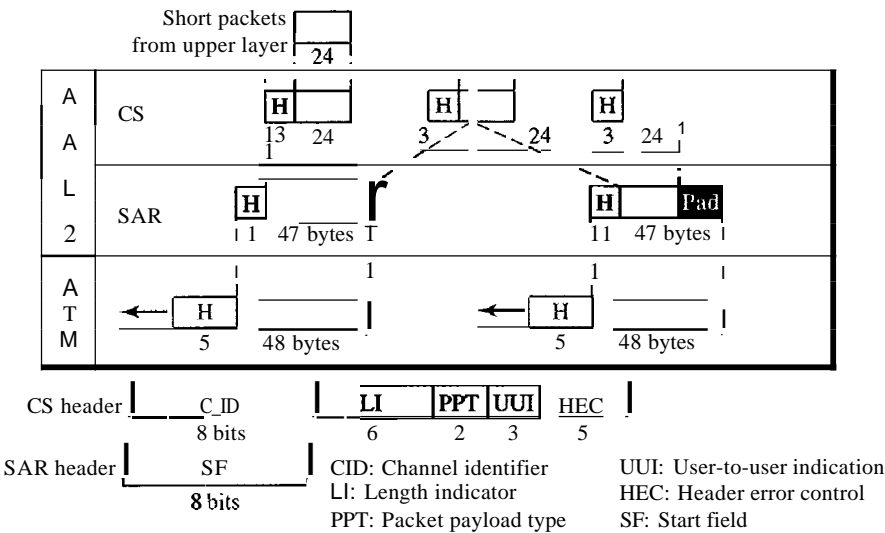 Short packets
from upper layer
24
A A L 2
CS
H H H
13 24 3 24 3 24 1
1
SAR
H H Pad
1 47 bytes T 11 47 bytes
1 1
A T M
H H
5 48 bytes 5 48 bytes
CS header C_ID LI PPT UUI HEC
8 bits 6 2 3 5
SAR header SF
8 bits
CID: Channel identifier UUI: User-to-user indication
LI: Length indicator HEC: Header error control
PPT: Packet payload type SF: Start field